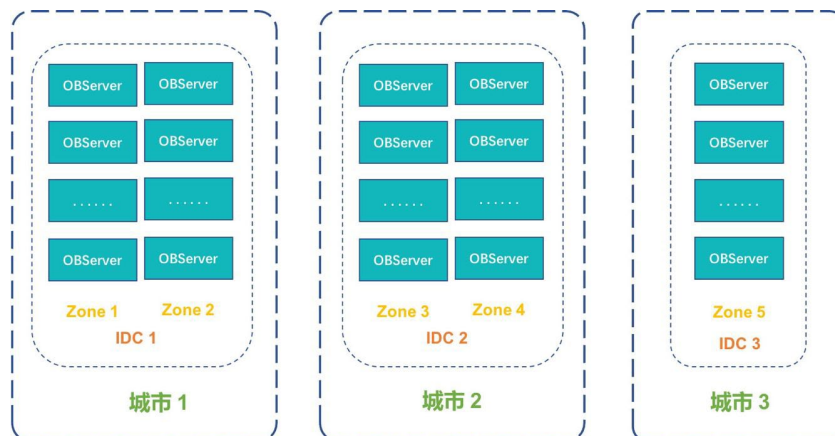 OBServer OBServer
OBServer OBServer
...... ......
OBServer OBServer
Zone 1 Zone 2
IDC 1
城市 1
OBServer OBServer
OBServer OBServer
...... ......
OBServer OBServer
Zone 3 Zone 4
IDC 2
城市 2
OBServer
OBServer
......
OBServer
Zone 5
IDC 3
城市 3